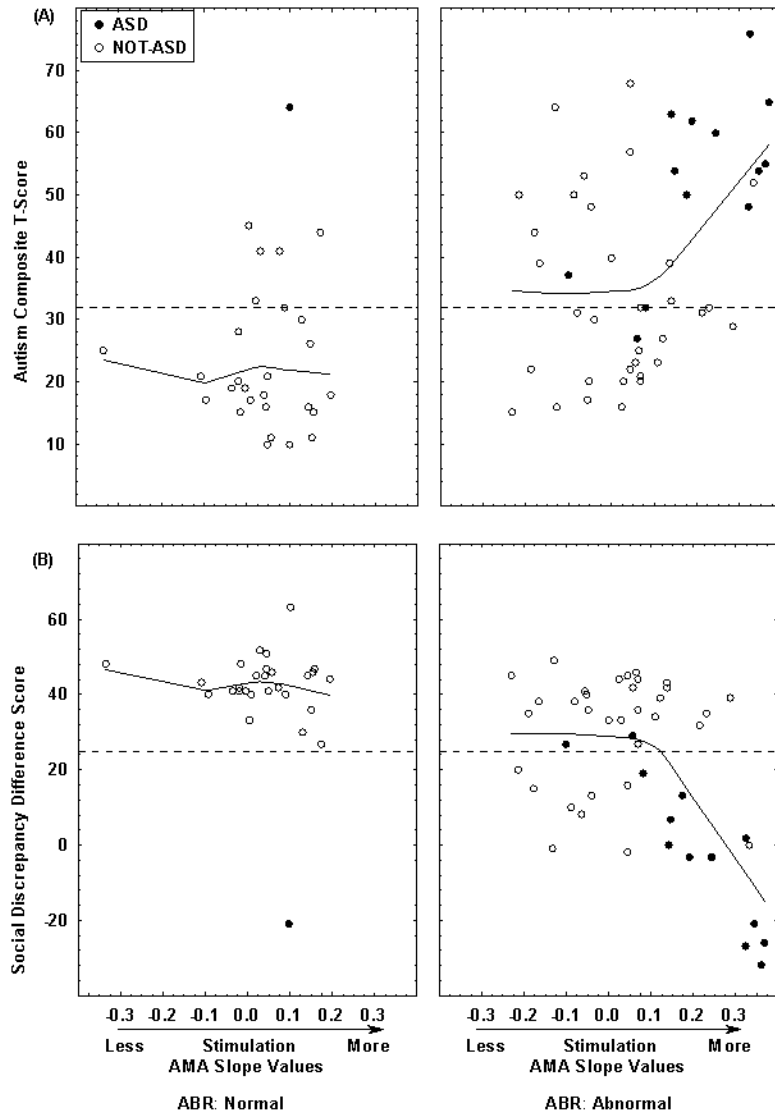 (A)
ASD
NOT-ASD
Autism Composite T-Score
70
60
50
40
30
20
10
(B)
Social Discrepancy Difference Score
60
40
20
0
-20
-0.3 -0.2 -0.1 0.0 0.1 0.2 0.3
Less Stimulation More
AMA Slope Values
ABR: Normal
-0.3 -0.2 -0.1 0.0 0.1 0.2 0.3
Less Stimulation More
AMA Slope Values
ABR: Abnormal